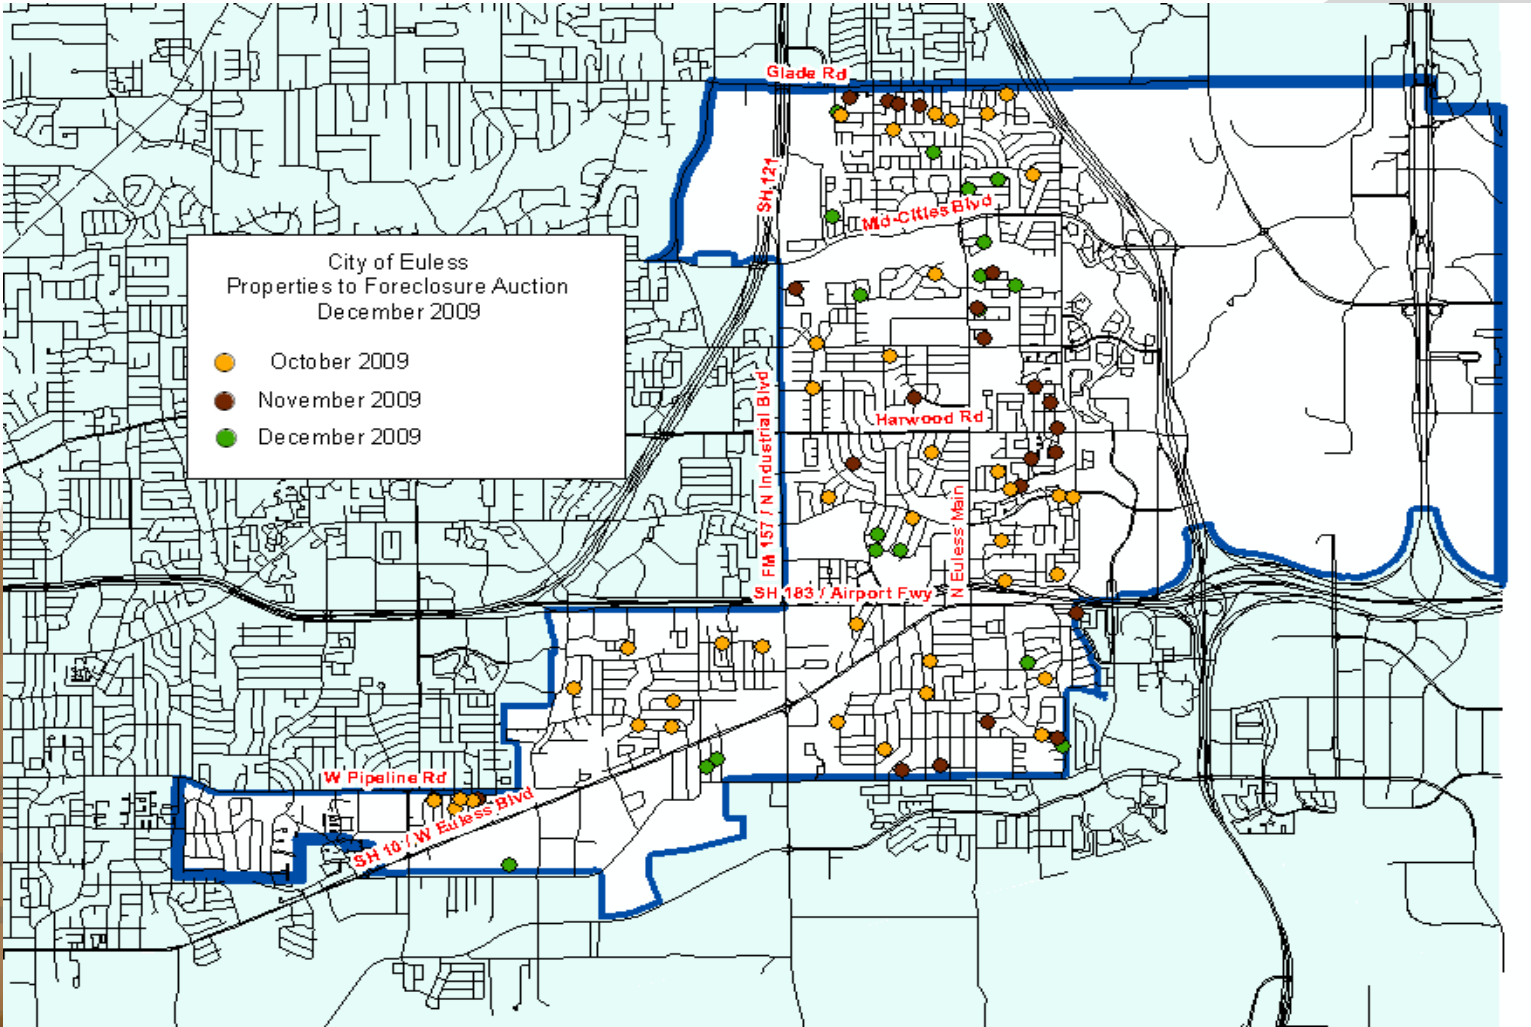 Glade Rd
SH 121
Mid-Cities Blvd
City of Euless
Properties to Foreclosure Auction
December 2009
October 2009
November 2009
December 2009
FM 157 / N Industrial Blvd
Harwood Rd
N Euless Main
SH 183 / Airport Fwy
W Pipeline Rd
SH 10 / W Euless Blvd